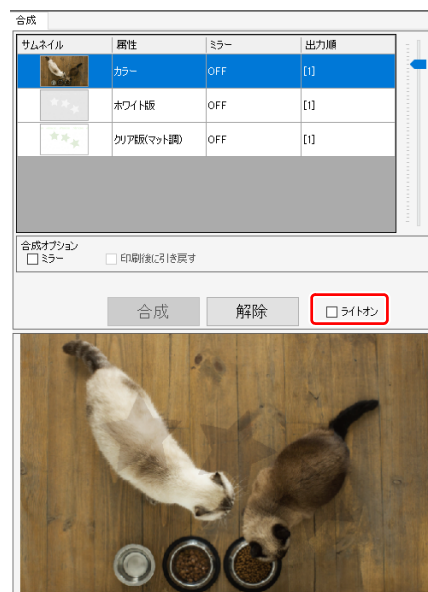 合成
サムネイル 属性 ミラー 出力順
カラー OFF [1]
ホワイト版 OFF [1]
クリア版(マット調) OFF [1]
合成オプション
ミラー 印刷後に引き戻す
合成 解除 ライトオン